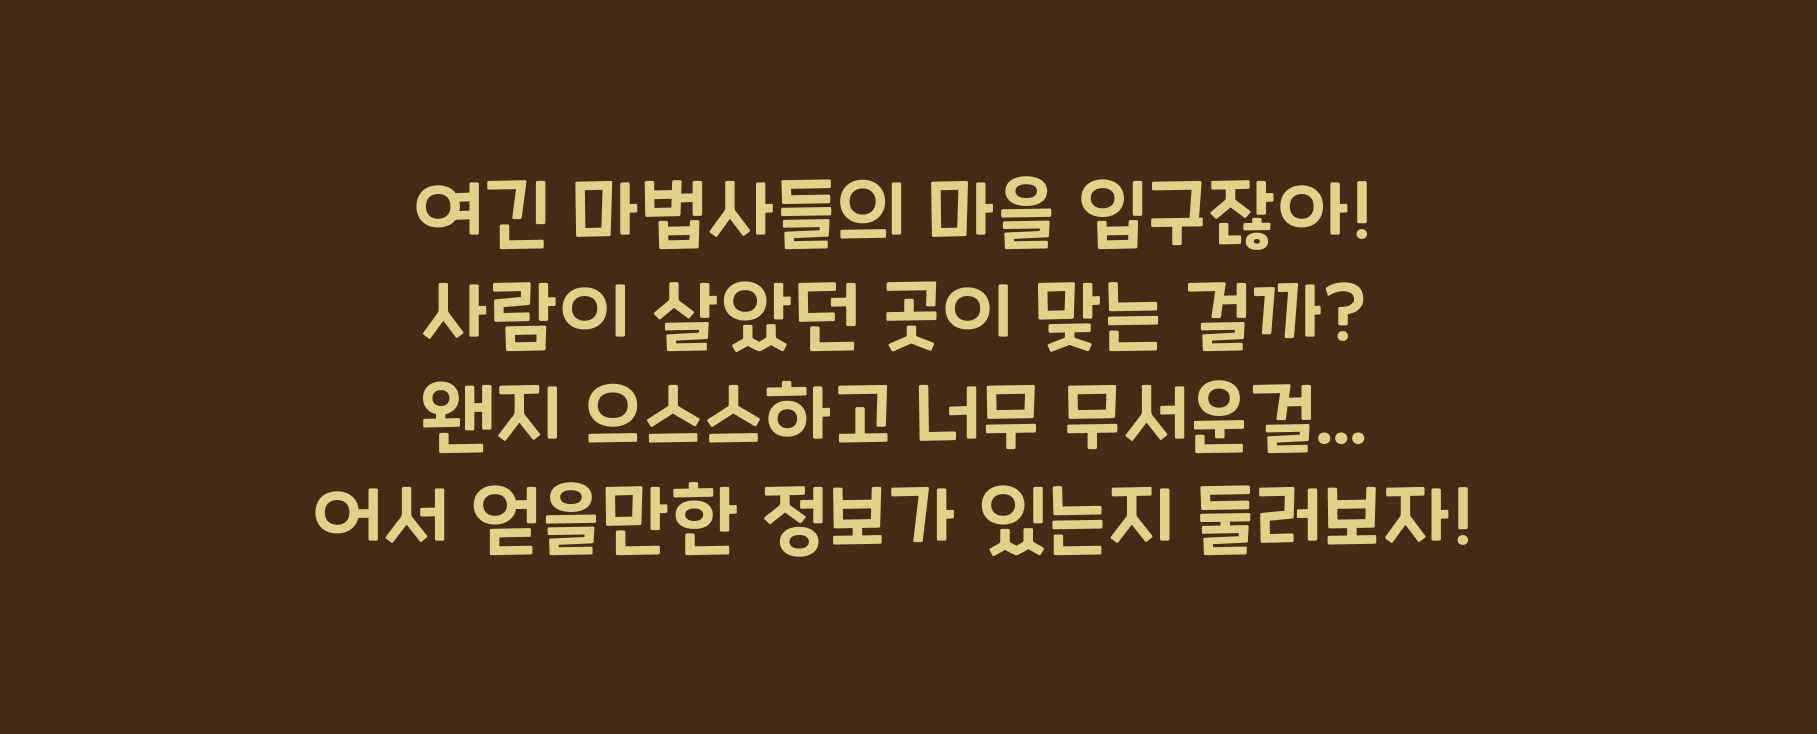 여긴 마법사들의 마을 입구잖아!
사람이 살았던 곳이 맞는 걸까?
왠지 으스스하고 너무 무서운걸...
어서 얻을만한 정보가 있는지 둘러보자!